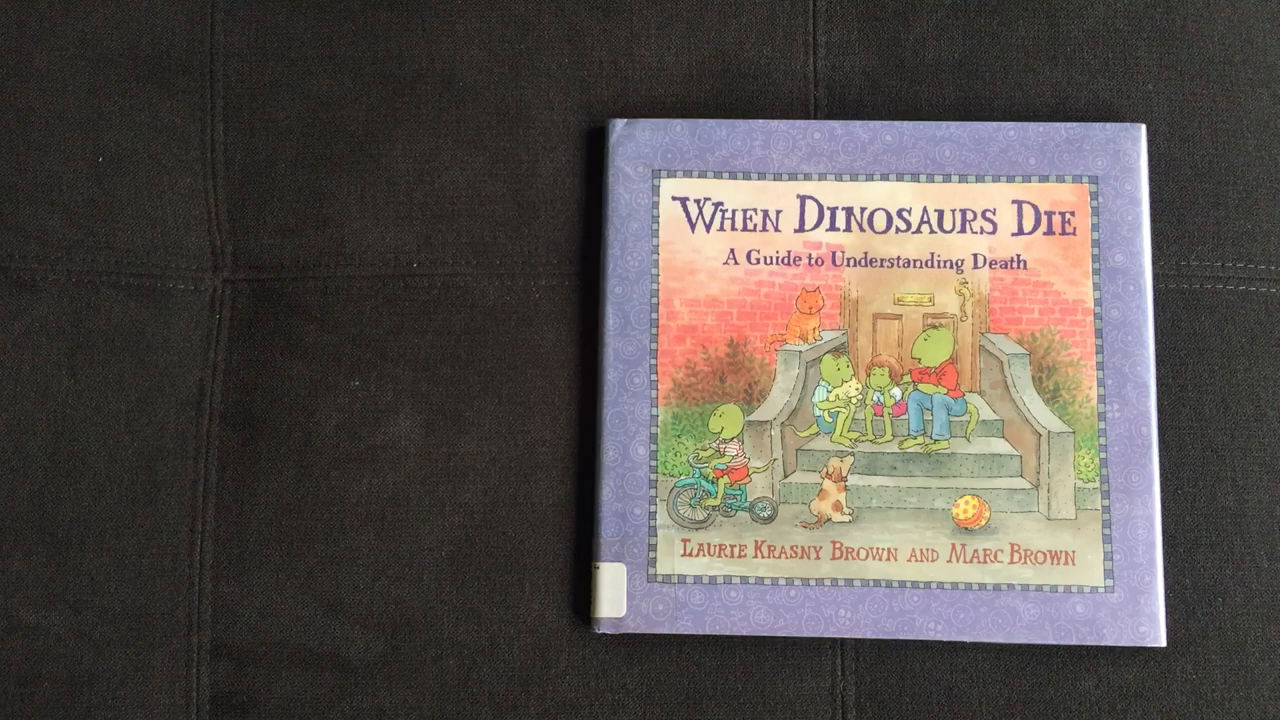 WHEN DINOSAURS DIE
A Guide to Understanding Death
LAURIE KRASNY BROWN AND MARC BROWN